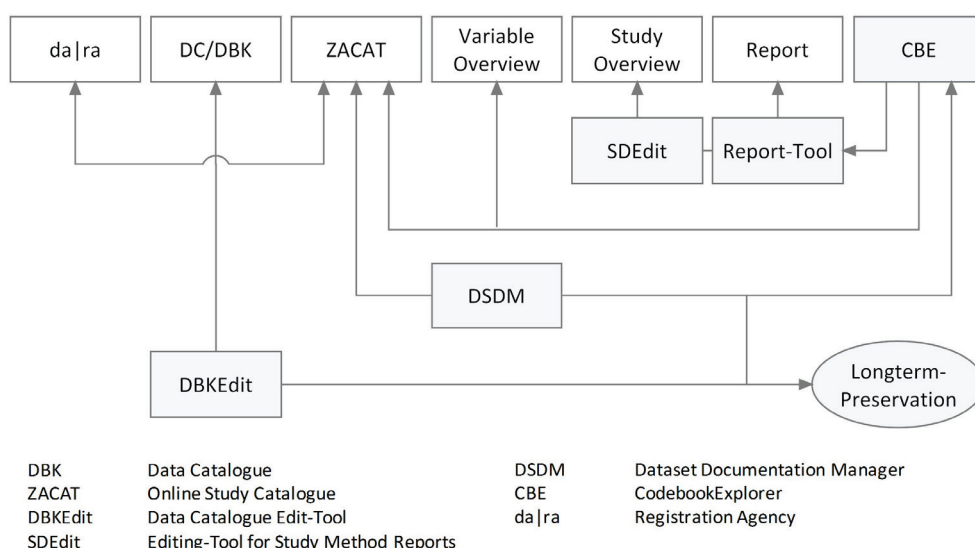 da|ra
DC/DBK
ZACAT
Variable
Overview
Study
Overview
Report
CBE
SDEdit
Report-Tool
DSDM
DBKEdit
Longterm-
Preservation
DBK Data Catalogue
ZACAT Online Study Catalogue
DBKEdit Data Catalogue Edit-Tool
SDEdit Editing-Tool for Study Method Reports
DSDM Dataset Documentation Manager
CBE CodebookExplorer
da|ra Registration Agency